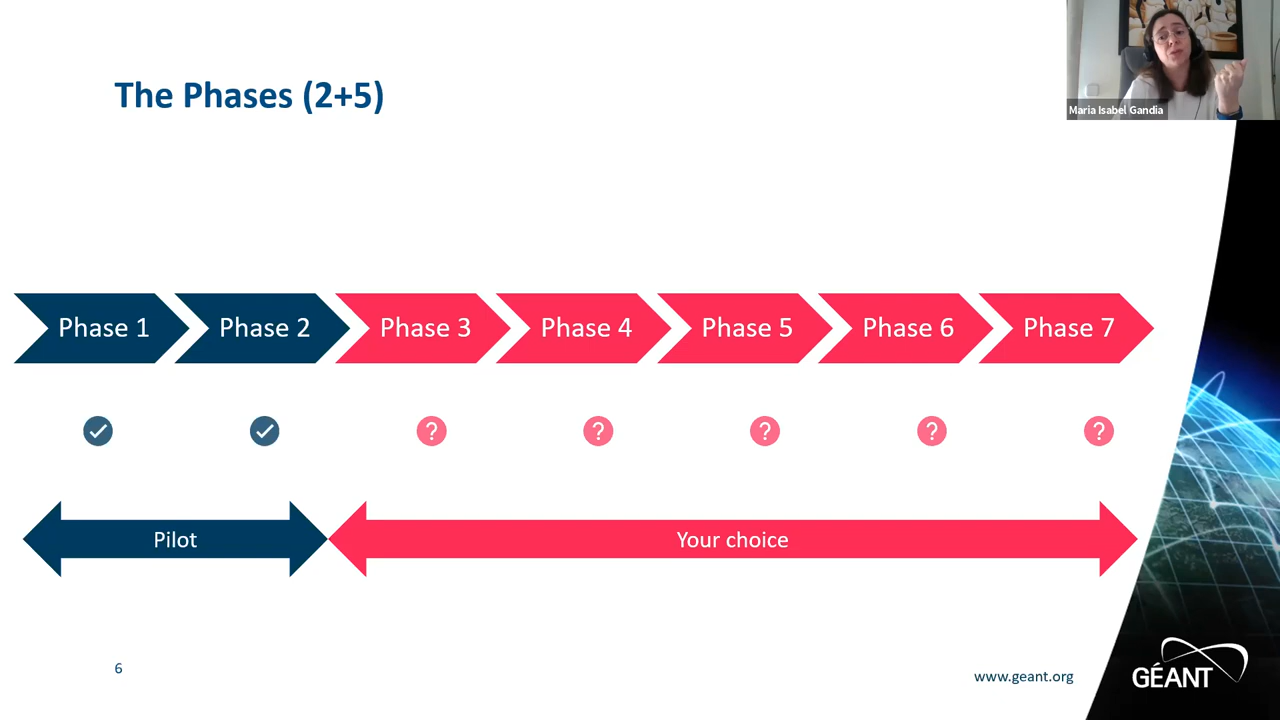 The Phases (2+5)
Maria Isabel Gandia
Phase 1
Phase 2
Phase 3
Phase 4
Phase 5
Phase 6
Phase 7
? ? ? ? ?
Pilot
Your choice
6
www.geant.org
GÉANT